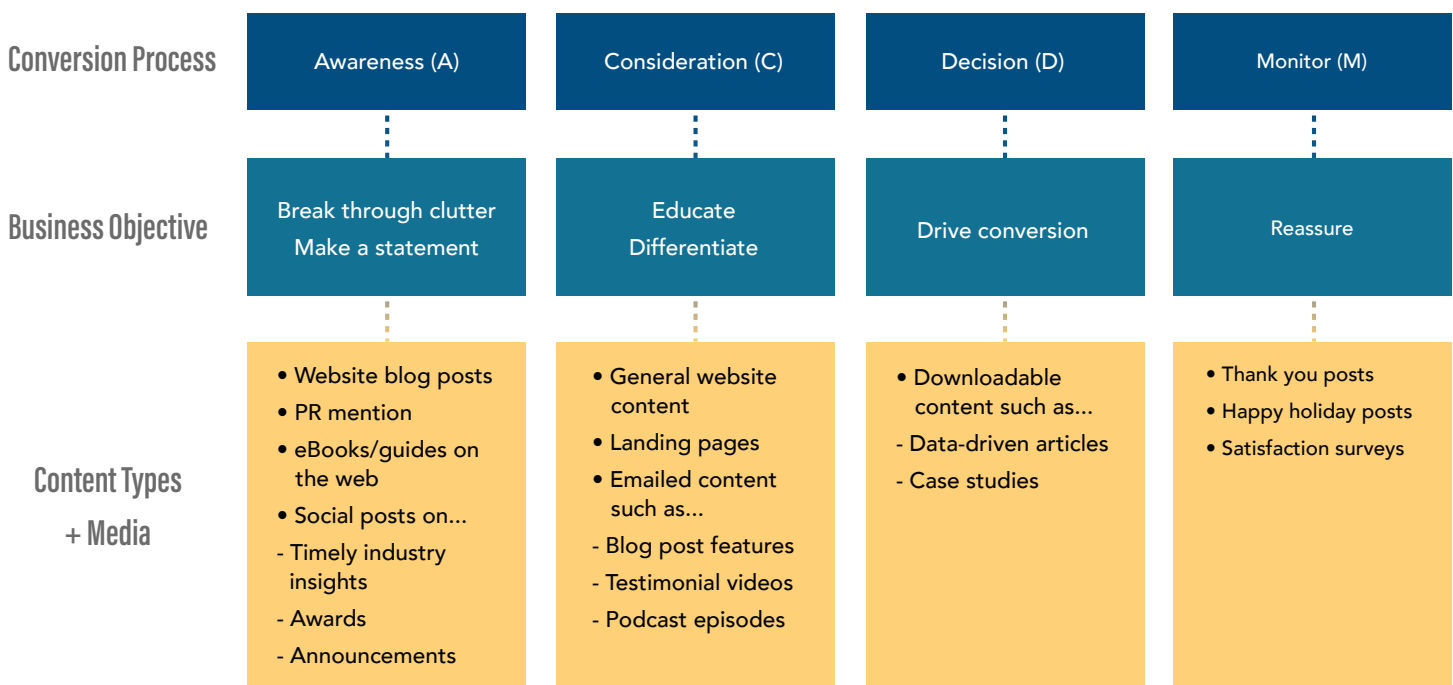 Conversion Process
Awareness (A)
Consideration (C)
Decision (D)
Monitor (M)
Business Objective
Break through clutter
Make a statement
Educate
Differentiate
Drive conversion
Reassure
Content Types
+ Media
• Website blog posts
• PR mention
• eBooks/guides on
the web
• Social posts on...
- Timely industry
insights
- Awards
- Announcements
• General website
content
• Landing pages
• Emailed content
such as...
- Blog post features
- Testimonial videos
- Podcast episodes
• Downloadable
content such as...
- Data-driven articles
- Case studies
• Thank you posts
• Happy holiday posts
• Satisfaction surveys